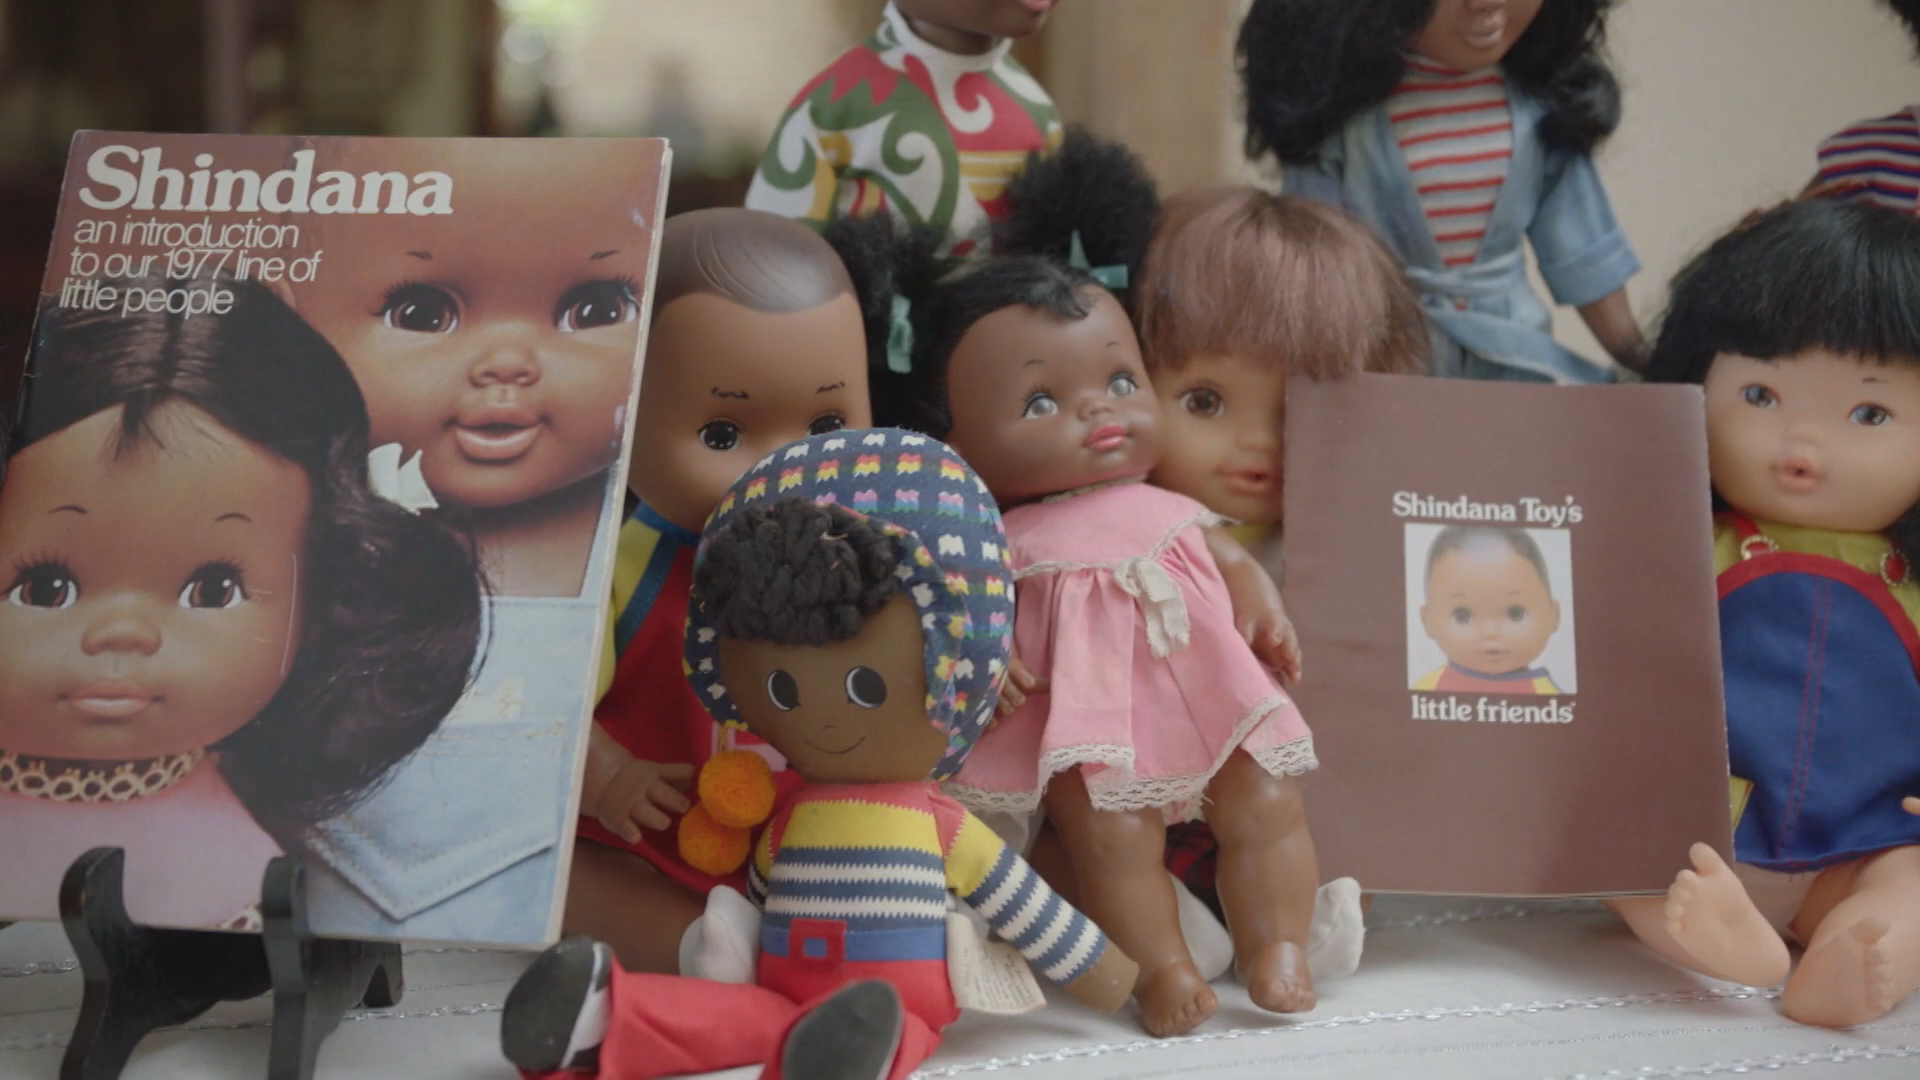 Shindana
an introduction
to our 1977 line of
little people
Shindana Toy's
little friends